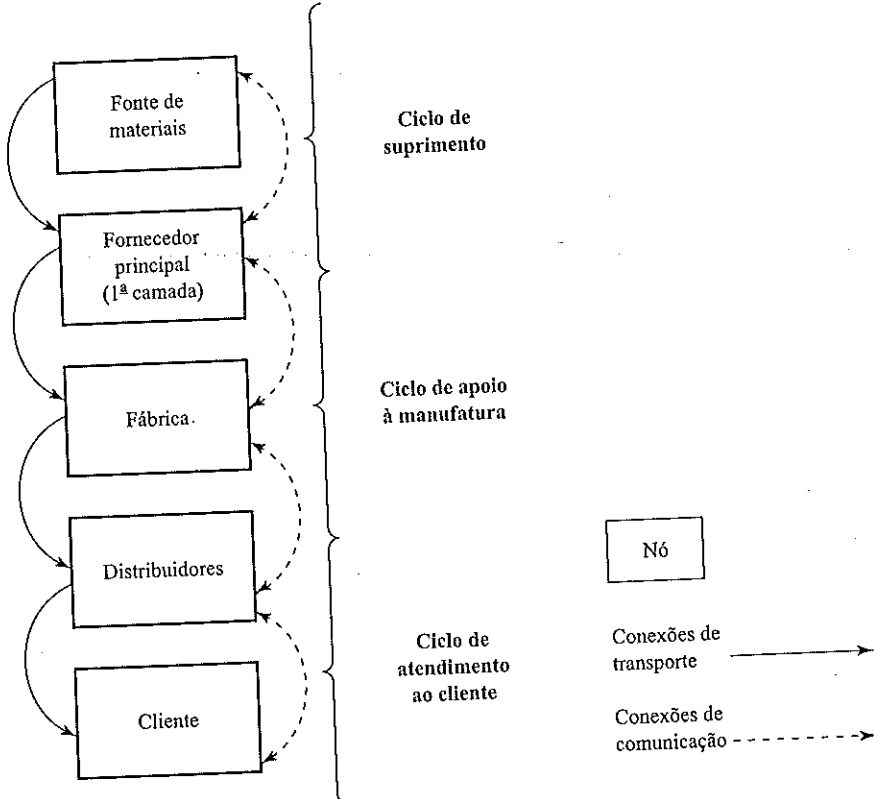 Fonte de
materiais
Ciclo de
suprimento
Fornecedor
principal
(1ª camada)
Fábrica
Ciclo de apoio
à manufatura
Distribuidores
Nó
Cliente
Ciclo de
atendimento
ao cliente
Conexões de
transporte
Conexões de
comunicação